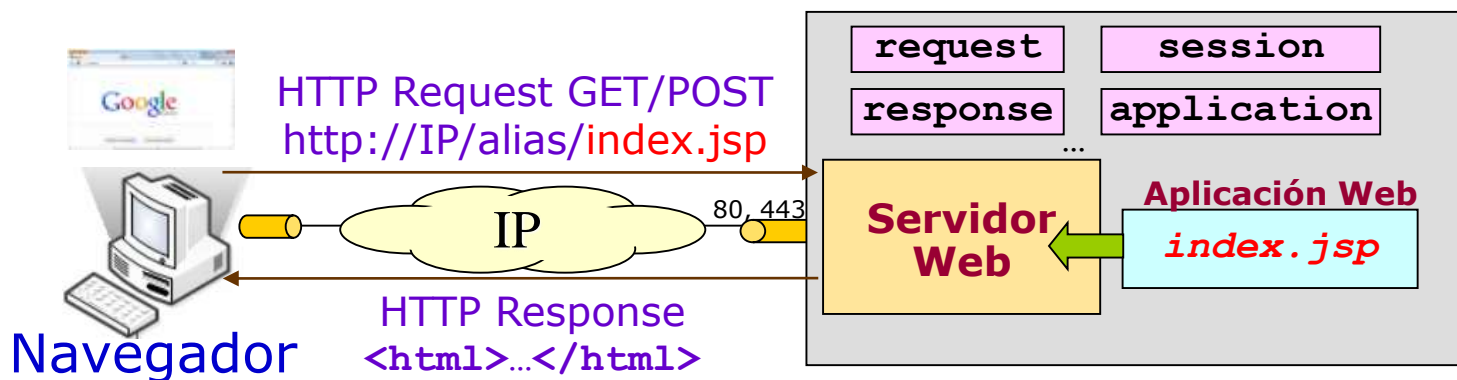 Google
HTTP Request GET/POST
http://IP/alias/index.jsp
IP
80, 443
HTTP Response
<html>…</html>
Navegador
request
session
response
application
…
Servidor
Web
Aplicación Web
index.jsp